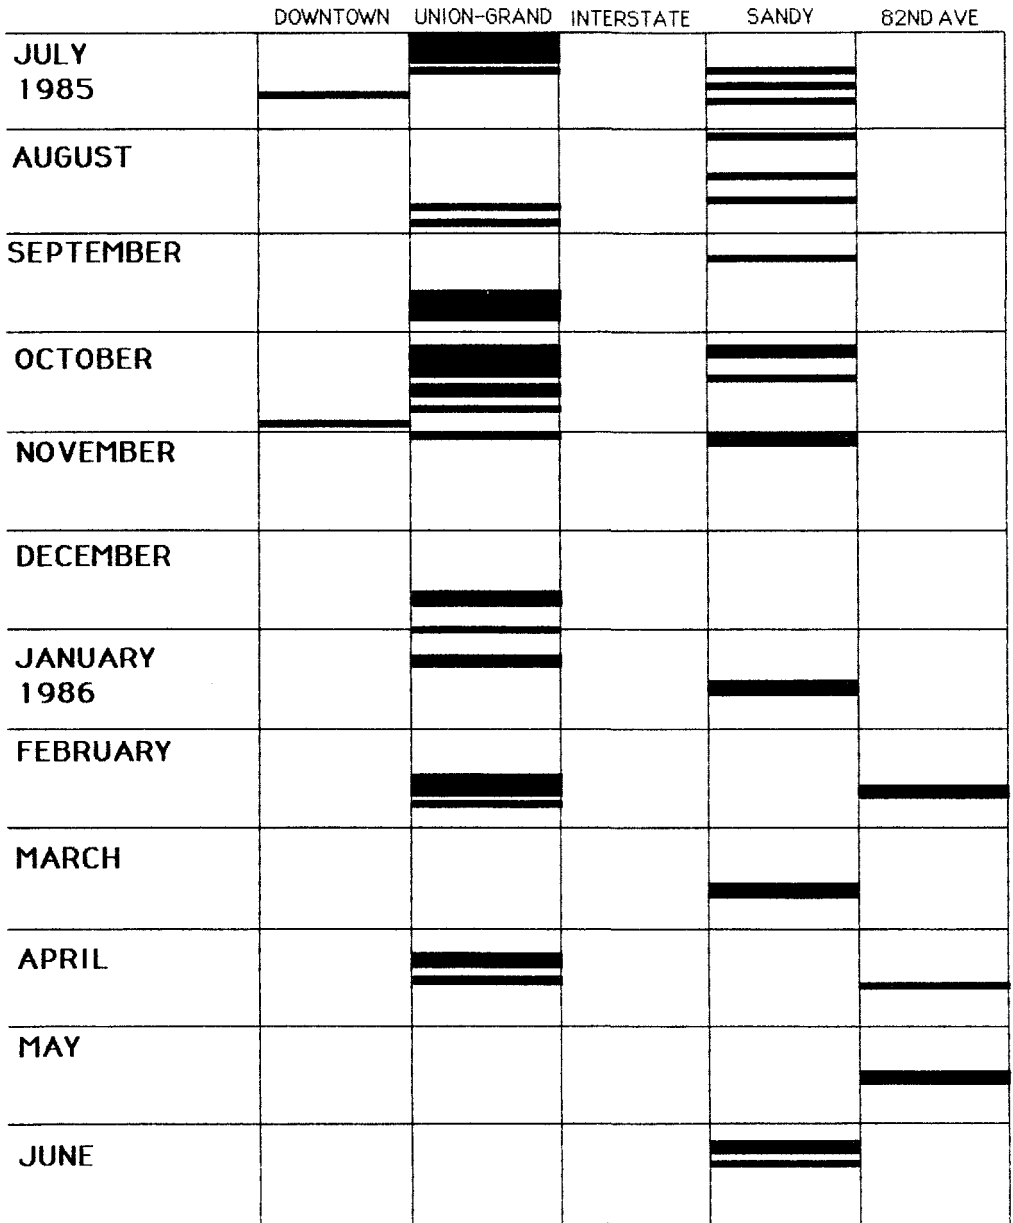 DOWNTOWN UNION-GRAND INTERSTATE SANDY 82ND AVE
JULY
1985
AUGUST
SEPTEMBER
OCTOBER
NOVEMBER
DECEMBER
JANUARY
1986
FEBRUARY
MARCH
APRIL
MAY
JUNE